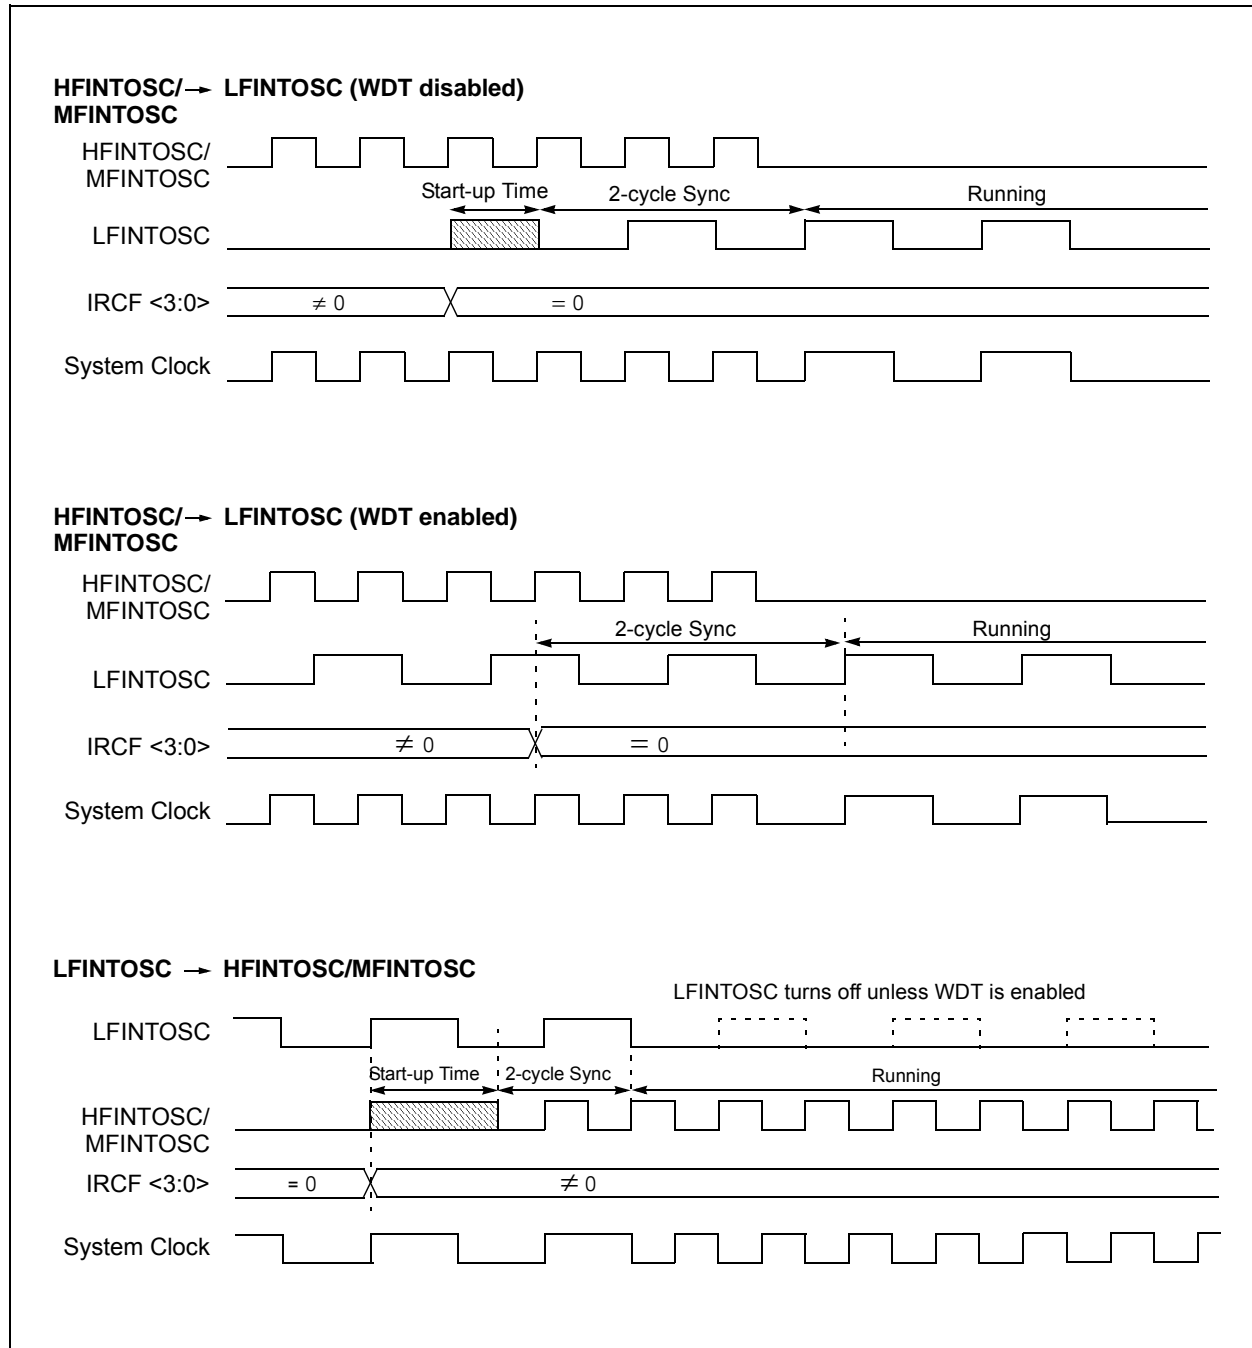 HFINTOSC/→ LFINTOSC (WDT disabled)
MFINTOSC
HFINTOSC/
MFINTOSC
Start-up Time 2-cycle Sync Running
LFINTOSC
IRCF <3:0> ≠ 0 = 0
System Clock
HFINTOSC/→ LFINTOSC (WDT enabled)
MFINTOSC
HFINTOSC/
MFINTOSC
2-cycle Sync Running
LFINTOSC
IRCF <3:0> ≠ 0 = 0
System Clock
LFINTOSC → HFINTOSC/MFINTOSC
LFINTOSC turns off unless WDT is enabled
LFINTOSC
Start-up Time 2-cycle Sync Running
HFINTOSC/
MFINTOSC
IRCF <3:0> = 0 ≠ 0
System Clock